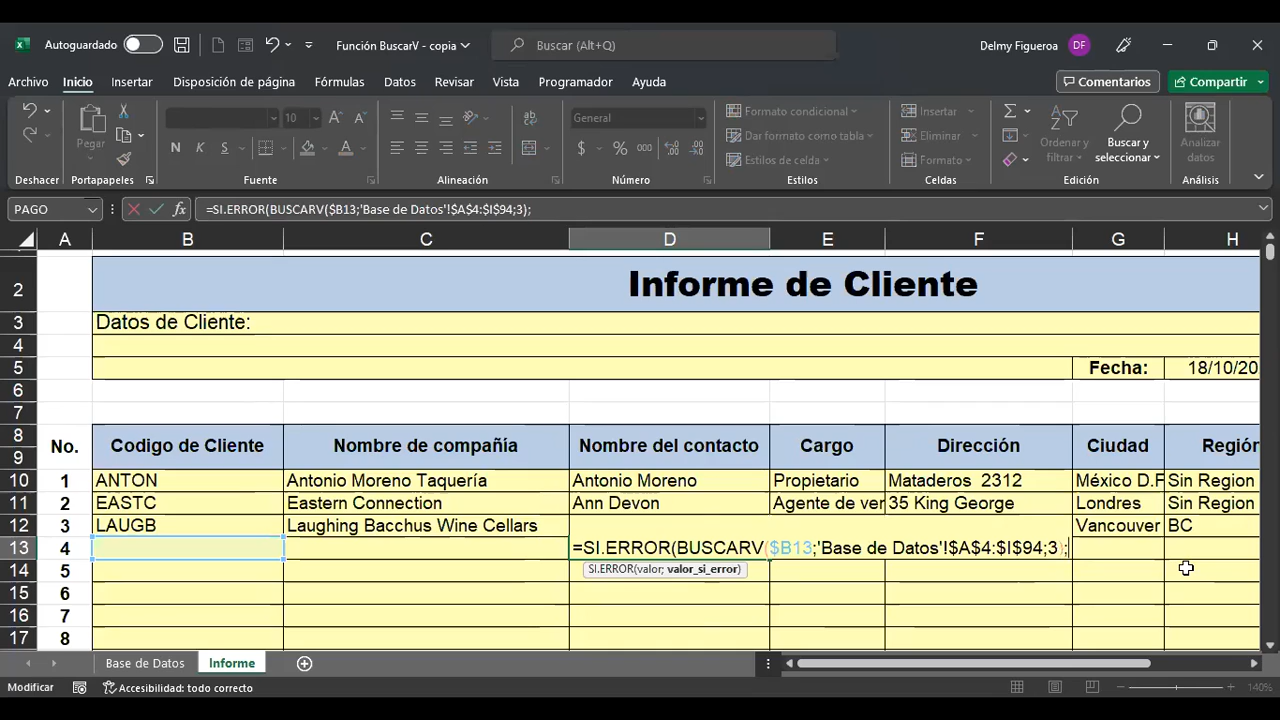 Autoguardado
Función BuscarV - copia
Buscar (Alt+Q)
Delmy Figueroa
DF
Archivo Inicio Insertar Disposición de página Fórmulas Datos Revisar Vista Programador Ayuda
Comentarios
Compartir
Pegar
10
N K S
General
$ % 000
Formato condicional
Dar formato como tabla
Estilos de celda
Insertar
Eliminar
Formato
Ordenar y filtrar
Buscar y seleccionar
Analizar datos
Deshacer Portapapeles Fuente Alineación Número Estilos Celdas Edición Análisis
PAGO
fx
=SI.ERROR(BUSCARV($B13;'Base de Datos'!$A$4:$I$94;3);
A B C D E F G H
2 Informe de Cliente
3 Datos de Cliente:
4
5 Fecha: 18/10/20
6
7
8
9
No. Codigo de Cliente Nombre de compañía Nombre del contacto Cargo Dirección Ciudad Región
10 1 ANTON Antonio Moreno Taquería Antonio Moreno Propietario Mataderos 2312 México D.F Sin Region
11 2 EASTC Eastern Connection Ann Devon Agente de ver 35 King George Londres Sin Region
12 3 LAUGB Laughing Bacchus Wine Cellars Vancouver BC
13 4 =SI.ERROR(BUSCARV($B13;'Base de Datos'!$A$4:$I$94;3);
SI.ERROR(valor; valor_si_error)
14 5
15 6
16 7
17 8
Base de Datos Informe
Modificar
Accesibilidad: todo correcto
140%